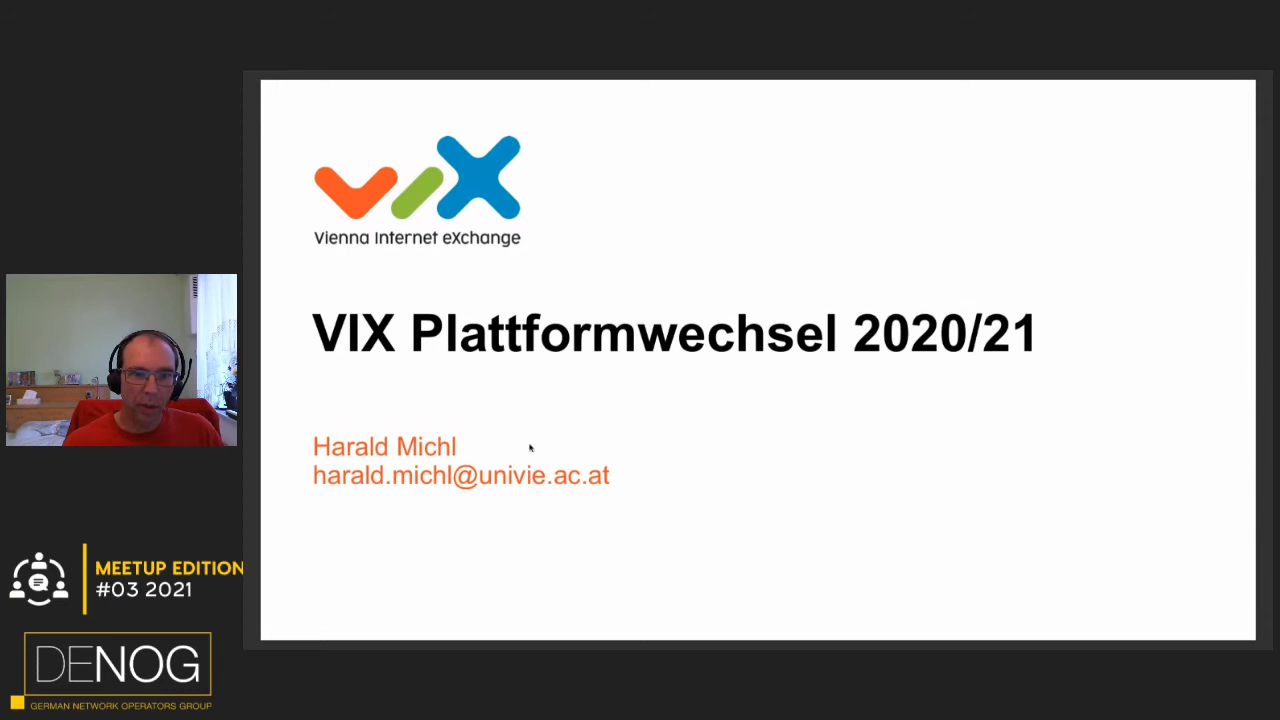 vix
Vienna Internet eXchange
VIX Plattformwechsel 2020/21
Harald Michl
harald.michl@univie.ac.at
MEETUP EDITION
#03 2021
DENOG
GERMAN NETWORK OPERATORS GROUP